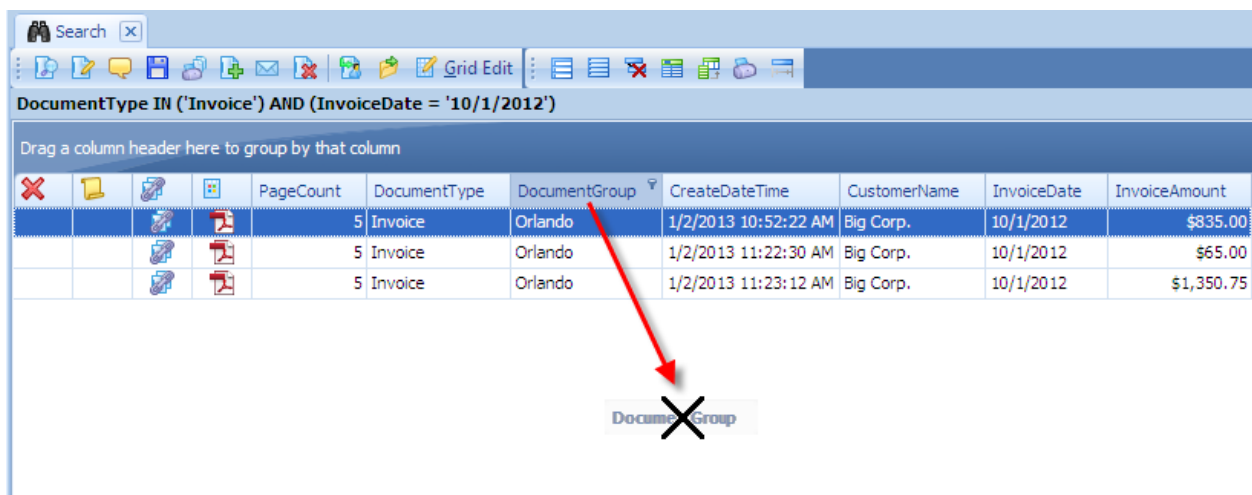 Search
Grid Edit
DocumentType IN ('Invoice') AND (InvoiceDate = '10/1/2012')
Drag a column header here to group by that column
PageCount DocumentType DocumentGroup CreateDateTime CustomerName InvoiceDate InvoiceAmount
5 Invoice Orlando 1/2/2013 10:52:22 AM Big Corp. 10/1/2012 $835.00
5 Invoice Orlando 1/2/2013 11:22:30 AM Big Corp. 10/1/2012 $65.00
5 Invoice Orlando 1/2/2013 11:23:12 AM Big Corp. 10/1/2012 $1,350.75
DocumentGroup